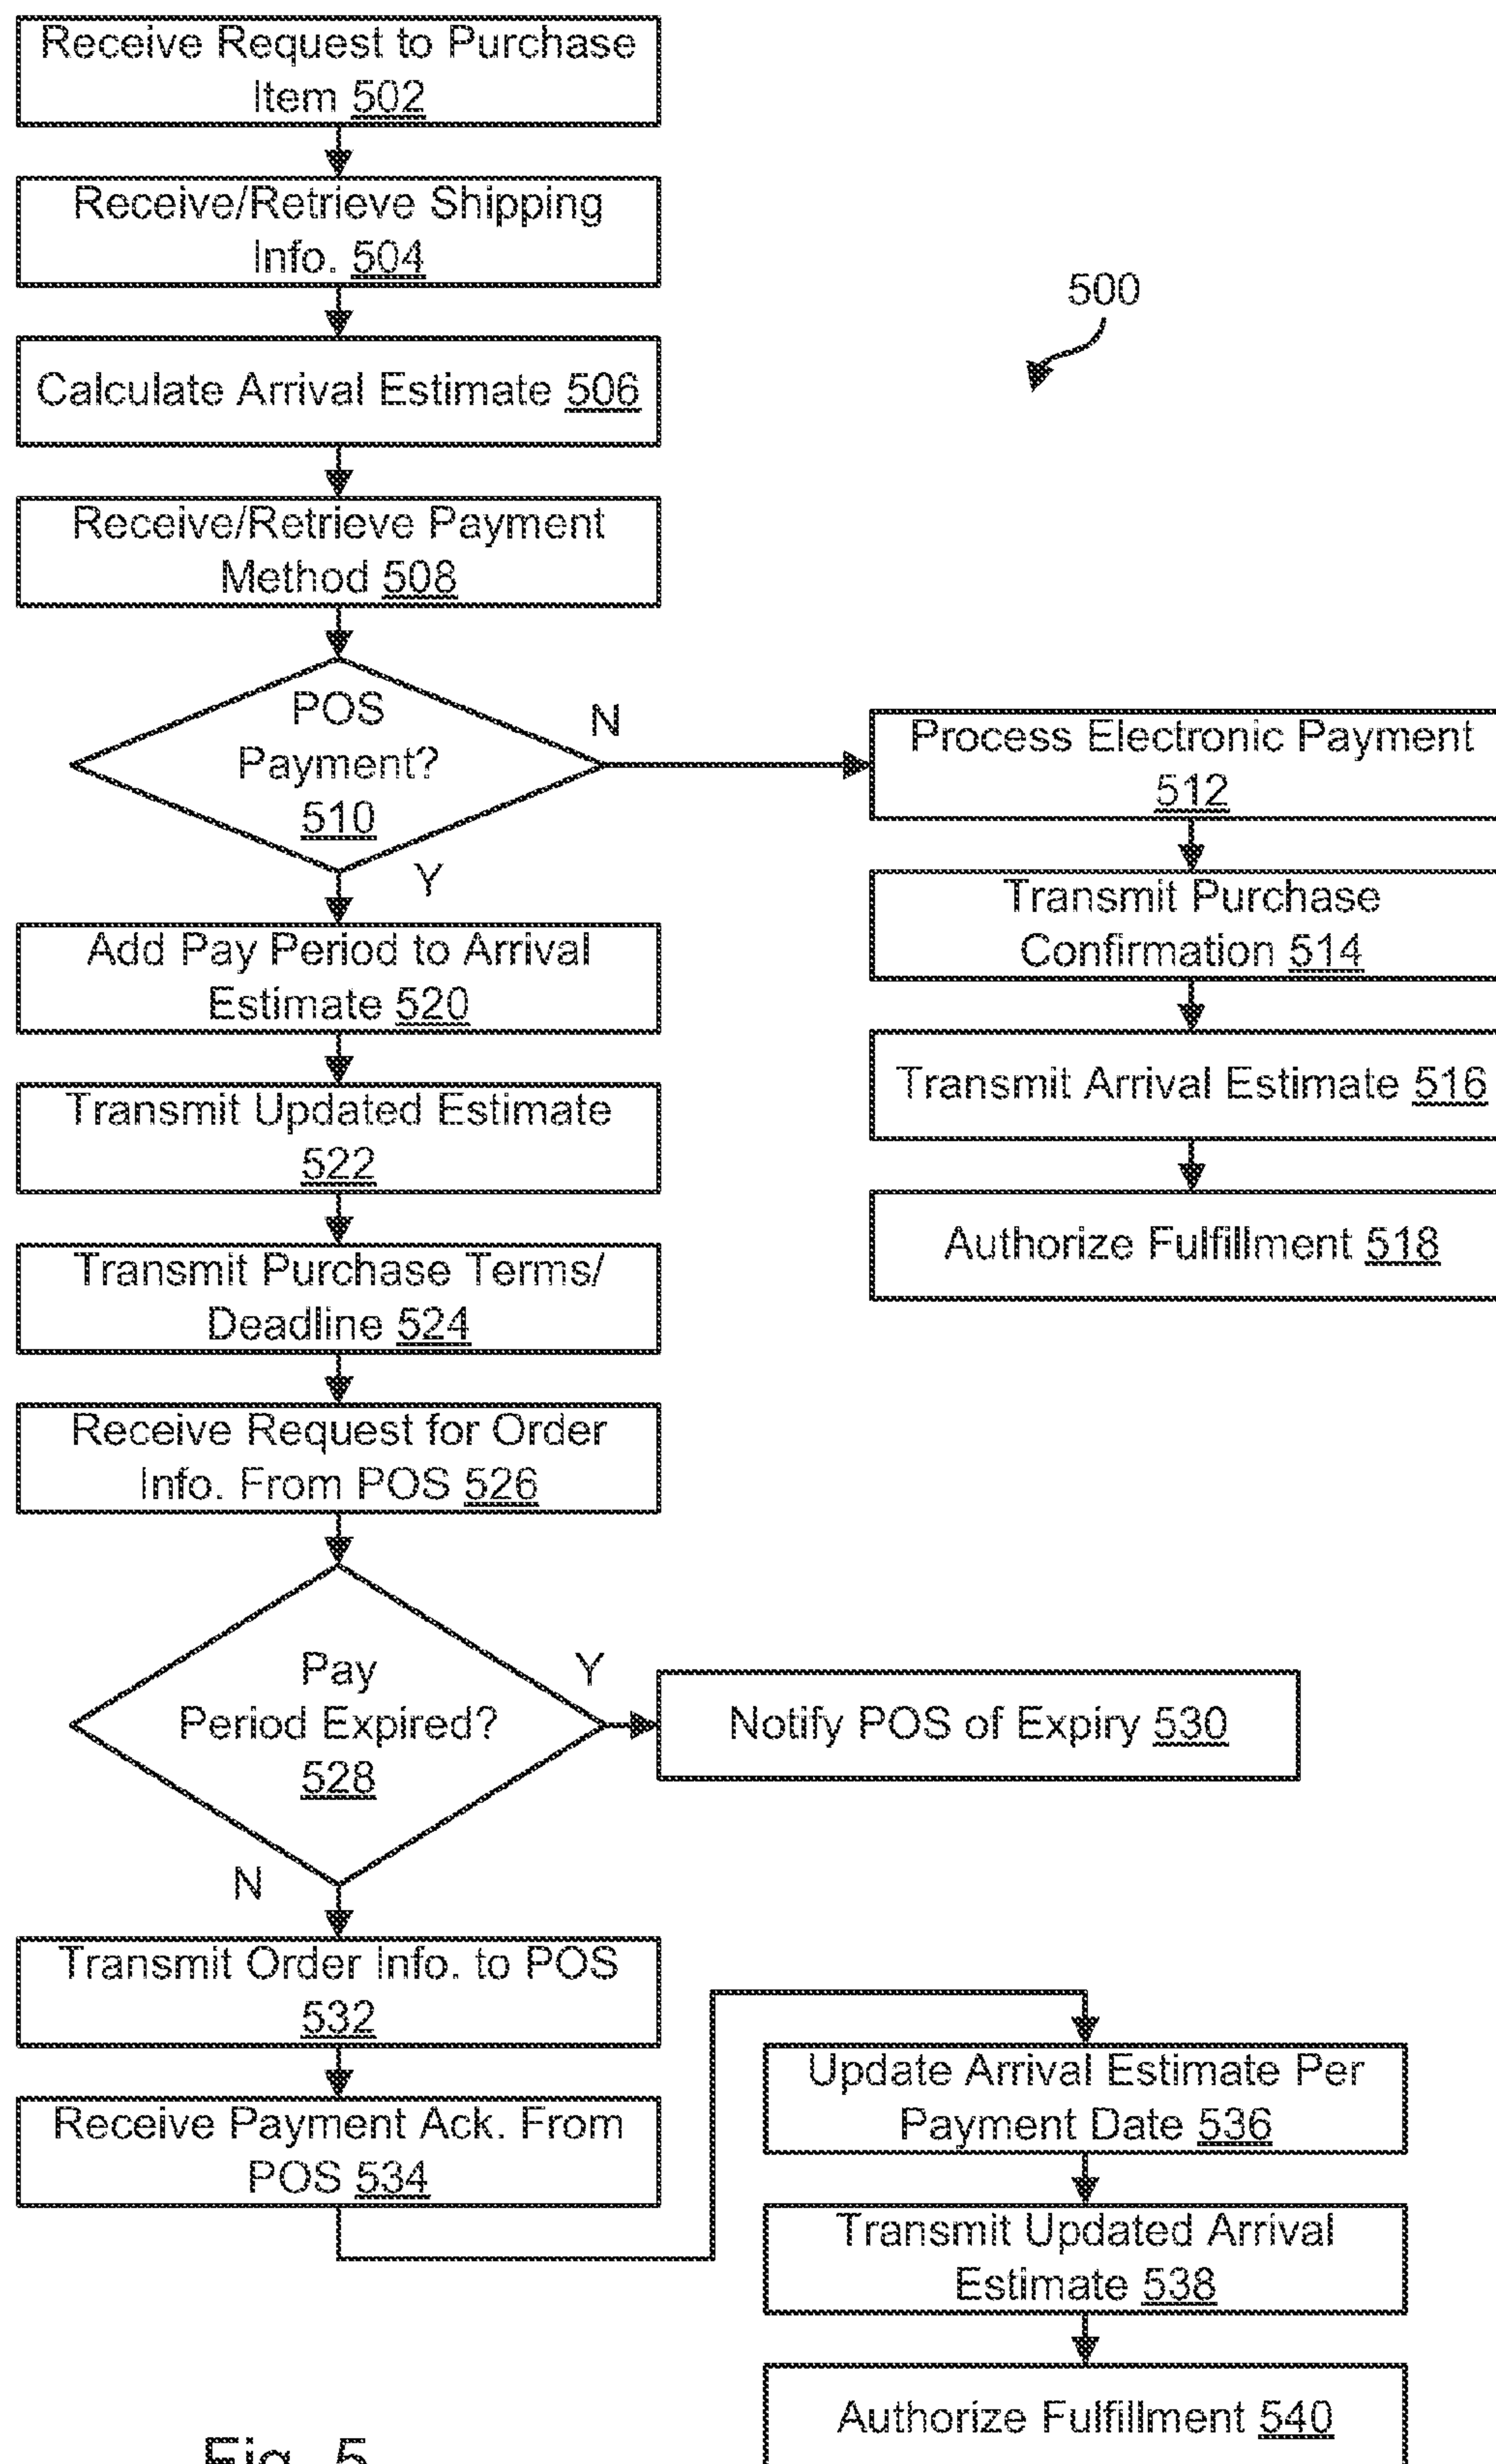 Receive Request to Purchase
Item 502
Receive/Retrieve Shipping
Info. 504
500
Calculate Arrival Estimate 506
Receive/Retrieve Payment
Method 508
POS
Payment?
510
N
Y
Process Electronic Payment
512
Transmit Purchase
Confirmation 514
Transmit Arrival Estimate 516
Authorize Fulfillment 518
Add Pay Period to Arrival
Estimate 520
Transmit Updated Estimate
522
Transmit Purchase Terms/
Deadline 524
Receive Request for Order
Info. From POS 526
Pay
Period Expired?
528
Y
N
Notify POS of Expiry 530
Transmit Order Info. to POS
532
Receive Payment Ack. From
POS 534
Update Arrival Estimate Per
Payment Date 536
Transmit Updated Arrival
Estimate 538
Authorize Fulfillment 540
Fig. 5